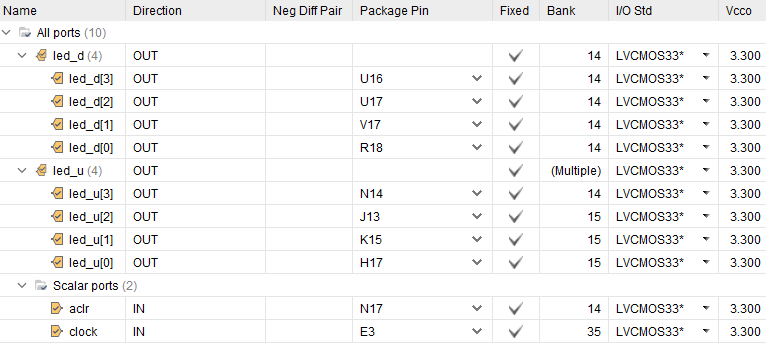 Name Direction Neg Diff Pair Package Pin Fixed Bank I/O Std Vcco
All ports (10)
led_d (4) OUT 14 LVCMOS33* 3.300
led_d[3] OUT U16 14 LVCMOS33* 3.300
led_d[2] OUT U17 14 LVCMOS33* 3.300
led_d[1] OUT V17 14 LVCMOS33* 3.300
led_d[0] OUT R18 14 LVCMOS33* 3.300
led_u (4) OUT (Multiple) LVCMOS33* 3.300
led_u[3] OUT N14 14 LVCMOS33* 3.300
led_u[2] OUT J13 15 LVCMOS33* 3.300
led_u[1] OUT K15 15 LVCMOS33* 3.300
led_u[0] OUT H17 15 LVCMOS33* 3.300
Scalar ports (2)
aclr IN N17 14 LVCMOS33* 3.300
clock IN E3 35 LVCMOS33* 3.300